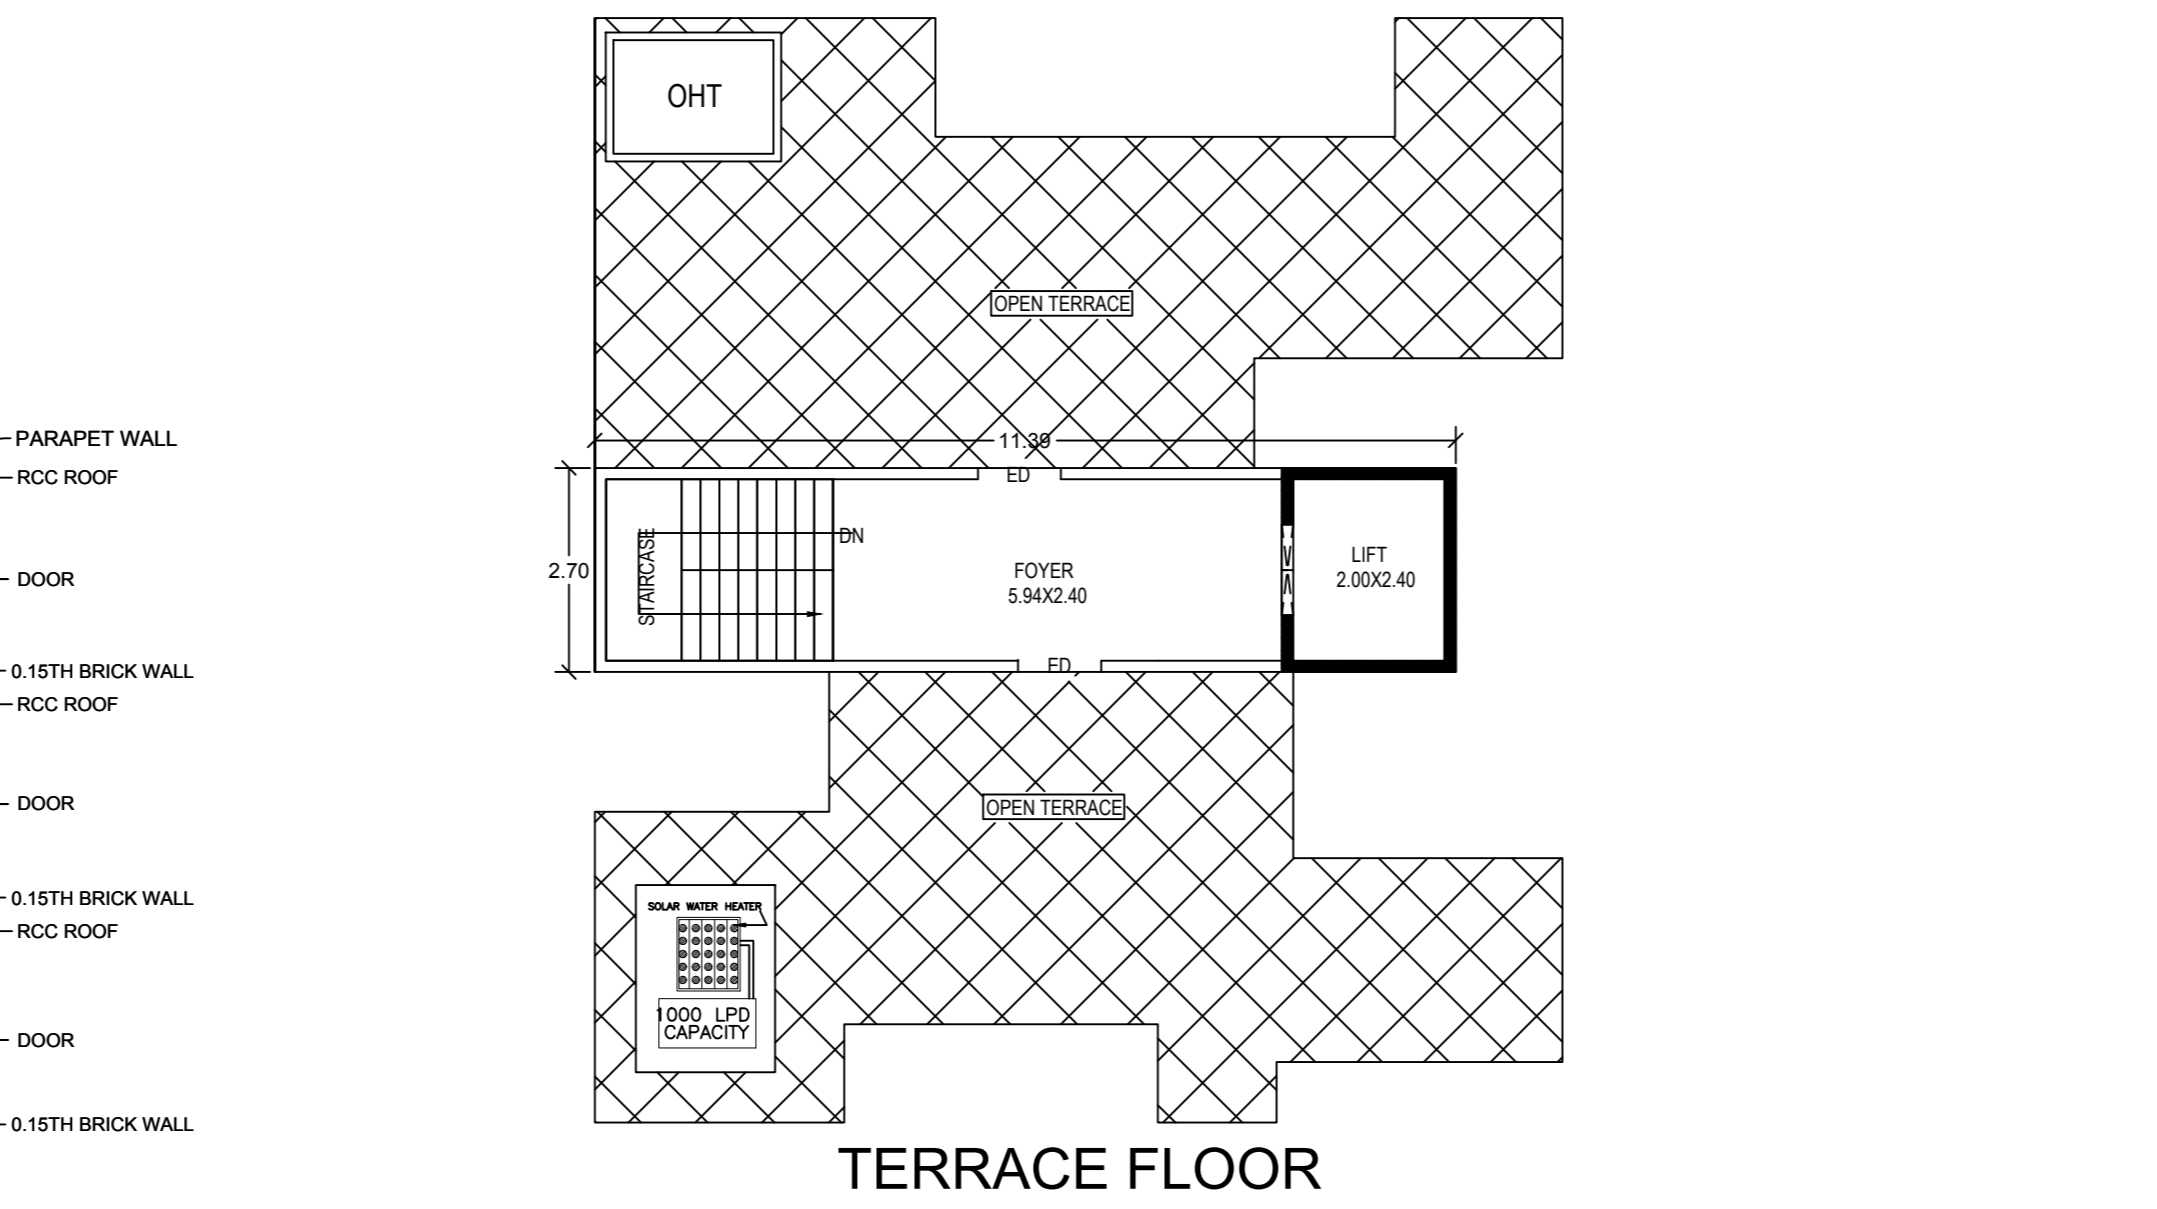 PARAPET WALL
RCC ROOF
DOOR
0.15TH BRICK WALL
RCC ROOF
DOOR
0.15TH BRICK WALL
RCC ROOF
DOOR
0.15TH BRICK WALL
OHT
OPEN TERRACE
11.39
ED
2.70
STAIRCASE
DN
FOYER
5.94X2.40
LIFT
2.00X2.40
ED
OPEN TERRACE
SOLAR WATER HEATER
1000 LPD
CAPACITY
TERRACE FLOOR